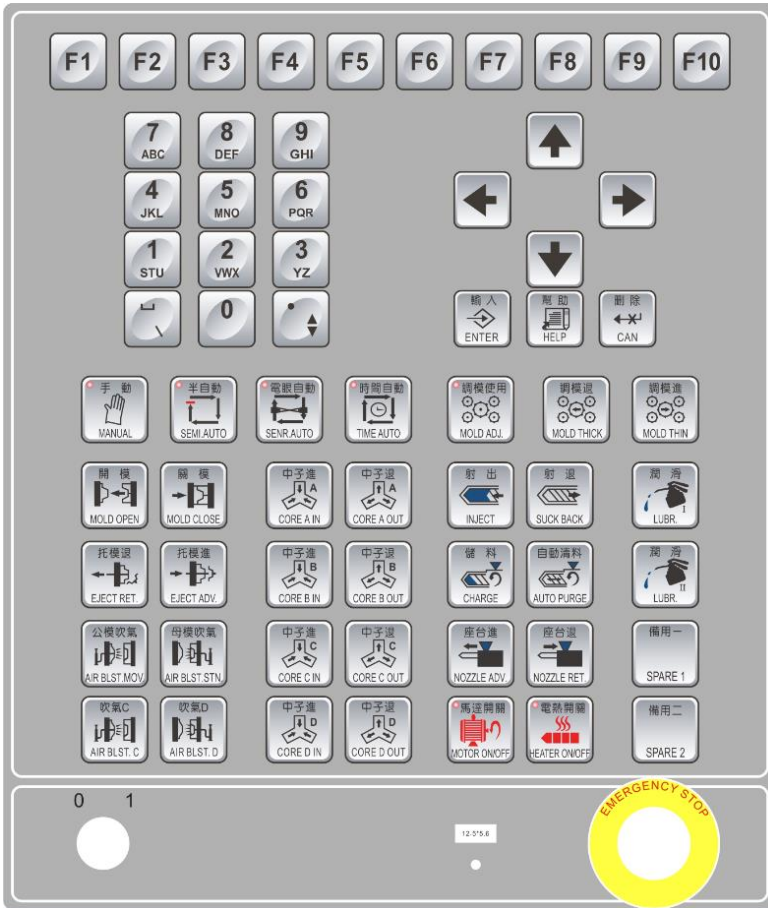 F1 F2 F3 F4 F5 F6 F7 F8 F9 F10
7 8 9
ABC DEF GHI
4 5 6
JKL MNO PQR
1 2 3
STU VWX YZ
0
輸入 幫助 刪除
ENTER HELP CAN
手動 半自動 電眼自動 時間自動 調模使用 調模退 調模進
MANUAL SEMI.AUTO SENR.AUTO TIME AUTO MOLD ADJ. MOLD THICK MOLD THIN
開模 關模 中子進 中子退 射出 射退 潤滑
A A I
MOLD OPEN MOLD CLOSE CORE A IN CORE A OUT INJECT SUCK BACK LUBR.
托模退 托模進 中子進 中子退 儲料 自動清料 潤滑
B B II
EJECT RET. EJECT ADV. CORE B IN CORE B OUT CHARGE AUTO PURGE LUBR.
公模吹氣 母模吹氣 中子進 中子退 座台進 座台退 備用一
C C
AIR BLST.MOV. AIR BLST.STN. CORE C IN CORE C OUT NOZZLE ADV. NOZZLE RET. SPARE 1
吹氣C 吹氣D 中子進 中子退 馬達開關 電熱開關 備用二
D D
AIR BLST. C AIR BLST. D CORE D IN CORE D OUT MOTOR ON/OFF HEATER ON/OFF SPARE 2
0 1
EMERGENCY STOP
12.5*5.6